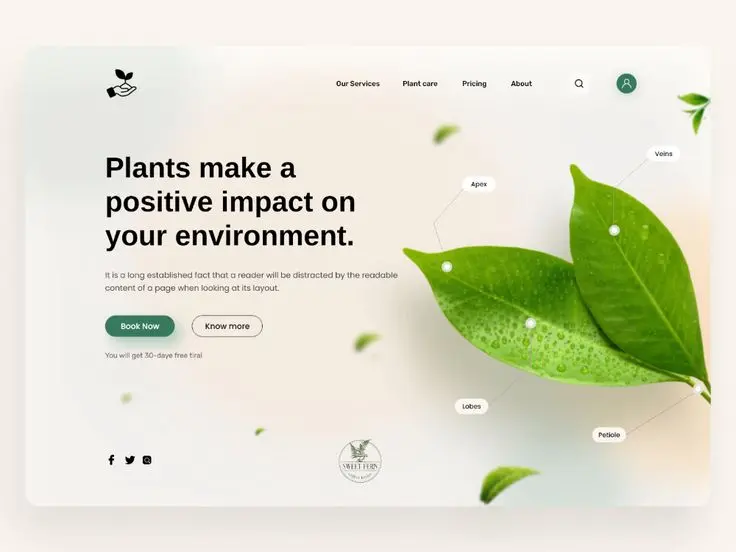 Our Services
Plant care
Pricing
About
Plants make a
positive impact on
your environment.
It is a long established fact that a reader will be distracted by the readable
content of a page when looking at its layout.
Book Now
Know more
You will get 30-daye free tiral
Apex
Veins
Lobes
Petiole
SWEET FERN